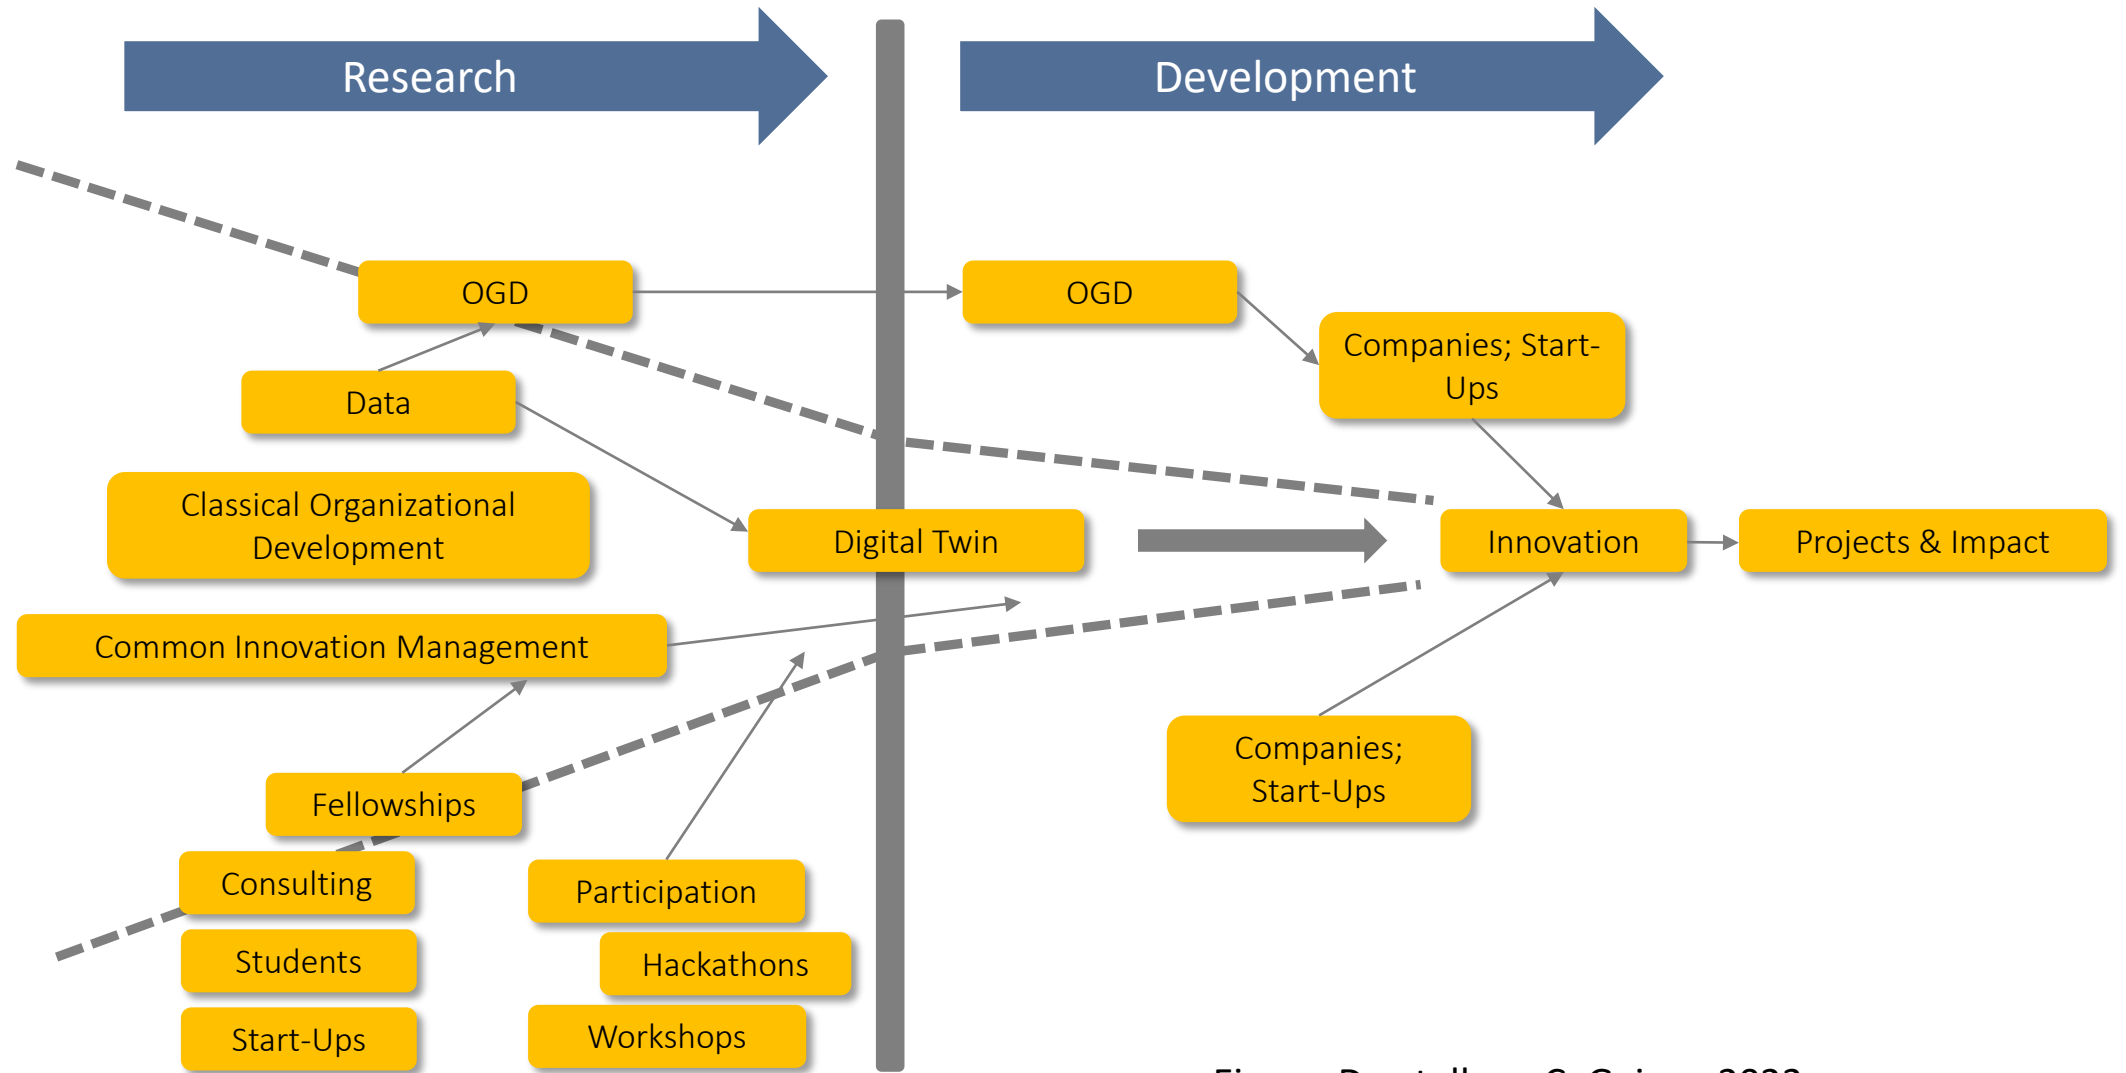 Research
Development
OGD
OGD
Companies; Start-
Ups
Data
Classical Organizational
Development
Digital Twin
Innovation
Projects & Impact
Common Innovation Management
Companies;
Start-Ups
Fellowships
Consulting
Participation
Students
Hackathons
Start-Ups
Workshops